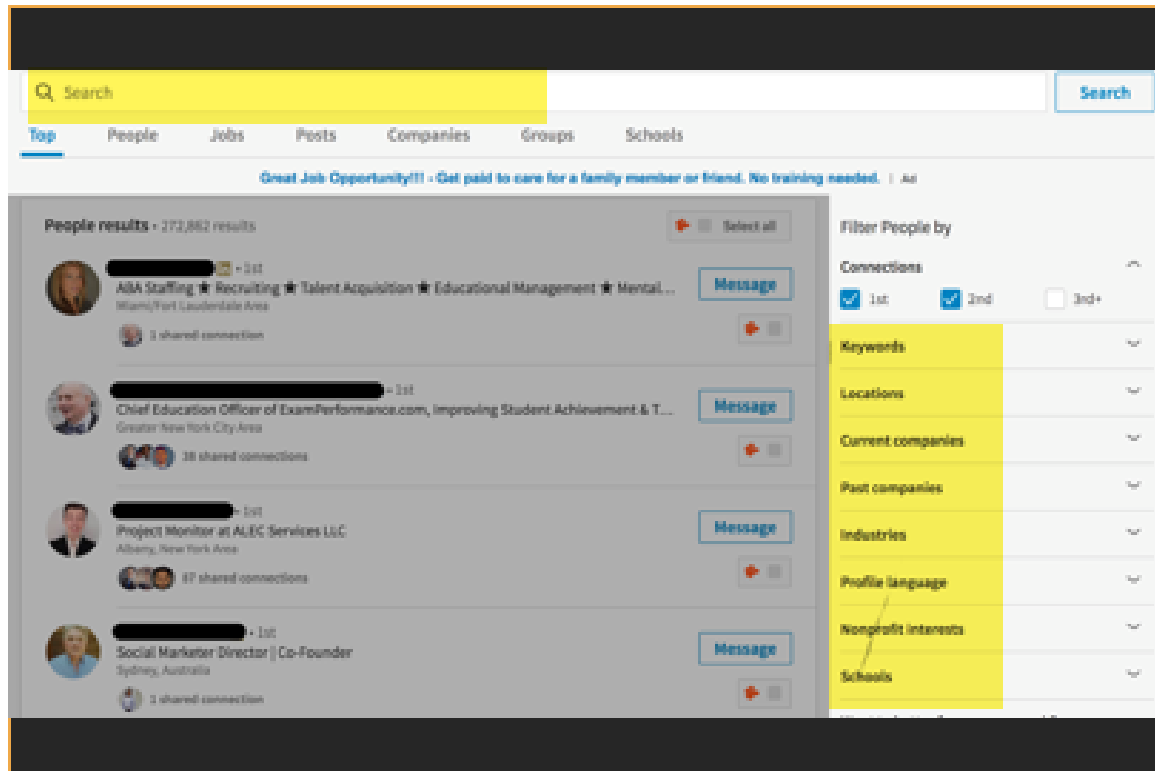 Search Search
Top People Jobs Posts Companies Groups Schools
Great Job Opportunity!!! - Get paid to care for a family member or friend. No training needed. | Ad
People results • 272,862 results Select all
• 1st
ABA Staffing ★ Recruiting ★ Talent Acquisition ★ Educational Management ★ Mental...
Message
Miami/Fort Lauderdale Area
1 shared connection
• 1st
Chief Education Officer of ExamPerformance.com, Improving Student Achievement & T...
Message
Greater New York City Area
38 shared connections
• 1st
Project Monitor at ALEC Services LLC
Message
Albany, New York Area
87 shared connections
• 1st
Social Marketer Director | Co-Founder
Message
Sydney, Australia
1 shared connection
Filter People by
Connections
1st 2nd 3rd+
Keywords
Locations
Current companies
Past companies
Industries
Profile language
Nonprofit interests
Schools